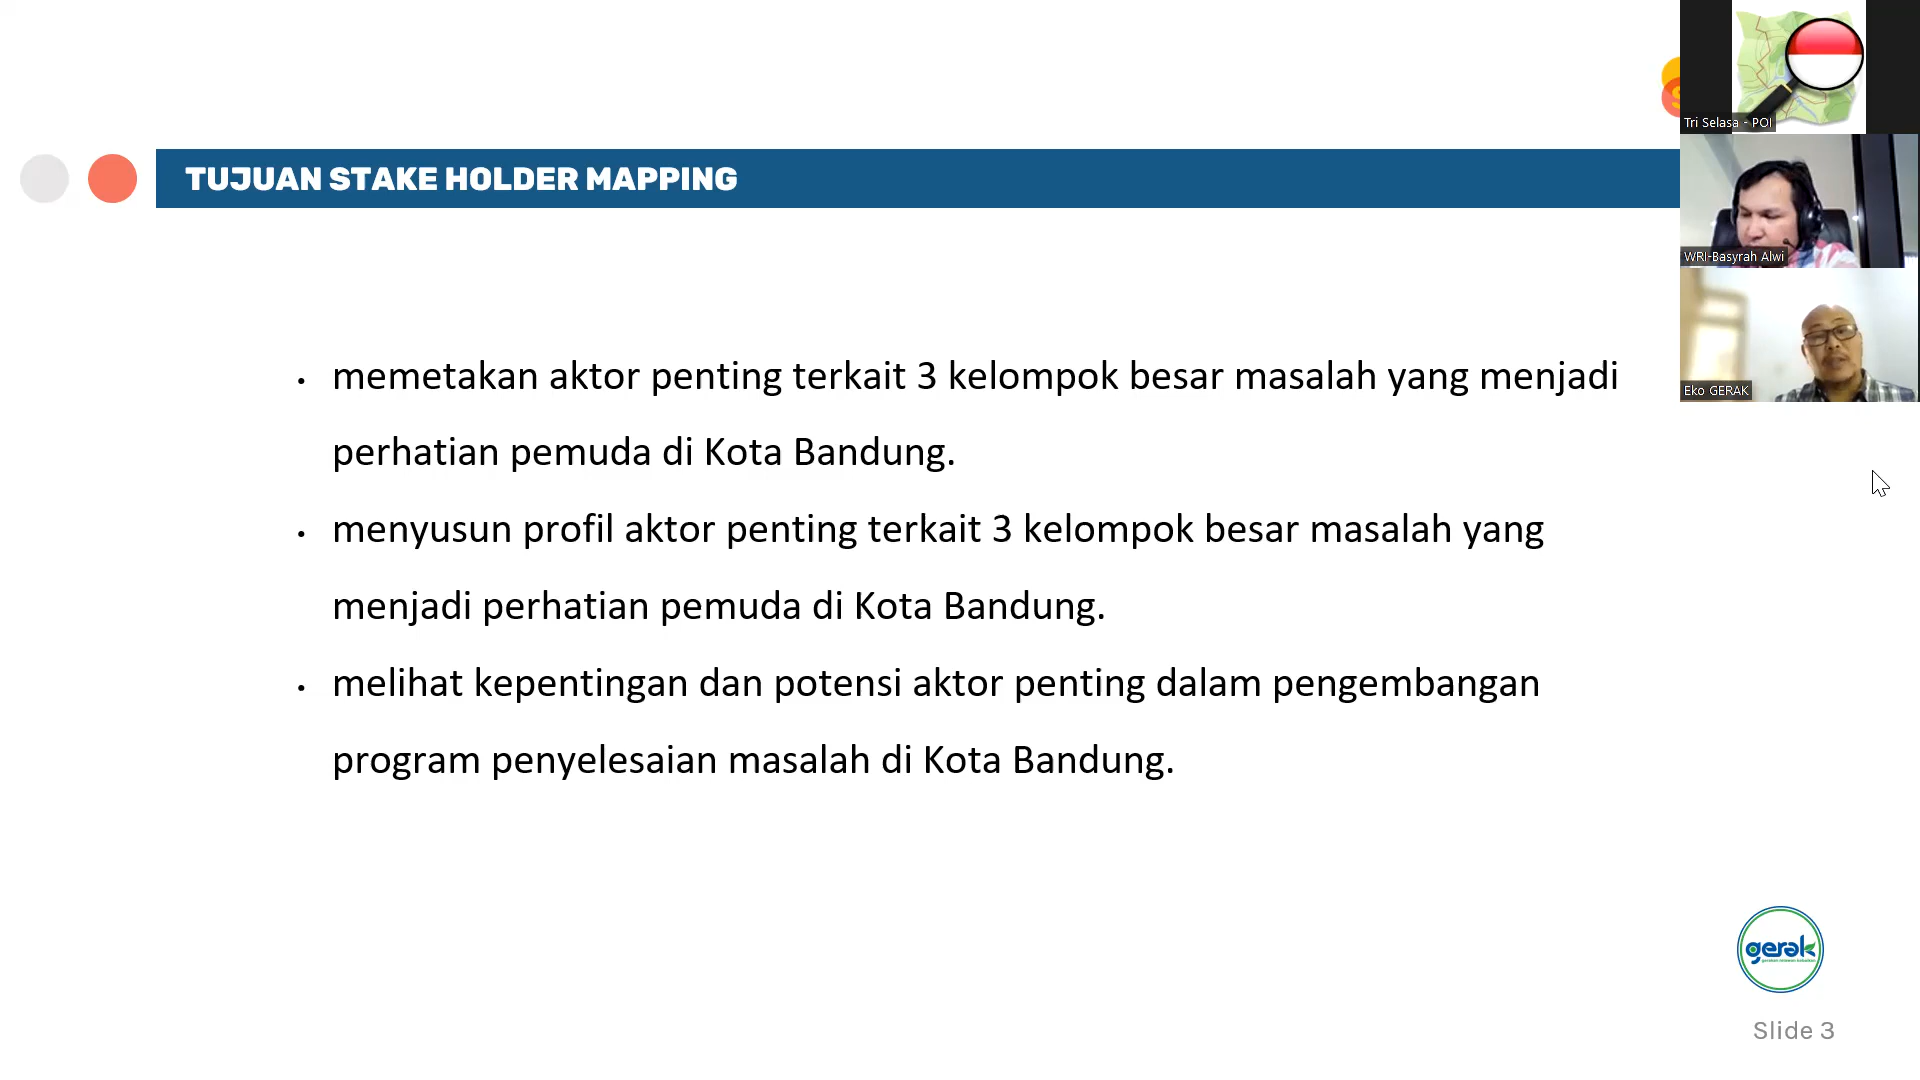 TUJUAN STAKE HOLDER MAPPING
• memetakan aktor penting terkait 3 kelompok besar masalah yang menjadi
perhatian pemuda di Kota Bandung.
• menyusun profil aktor penting terkait 3 kelompok besar masalah yang
menjadi perhatian pemuda di Kota Bandung.
• melihat kepentingan dan potensi aktor penting dalam pengembangan
program penyelesaian masalah di Kota Bandung.
Tri Selasa - POI
WRI-Basyrah Alwi
Eko GERAK
gerak
Slide 3